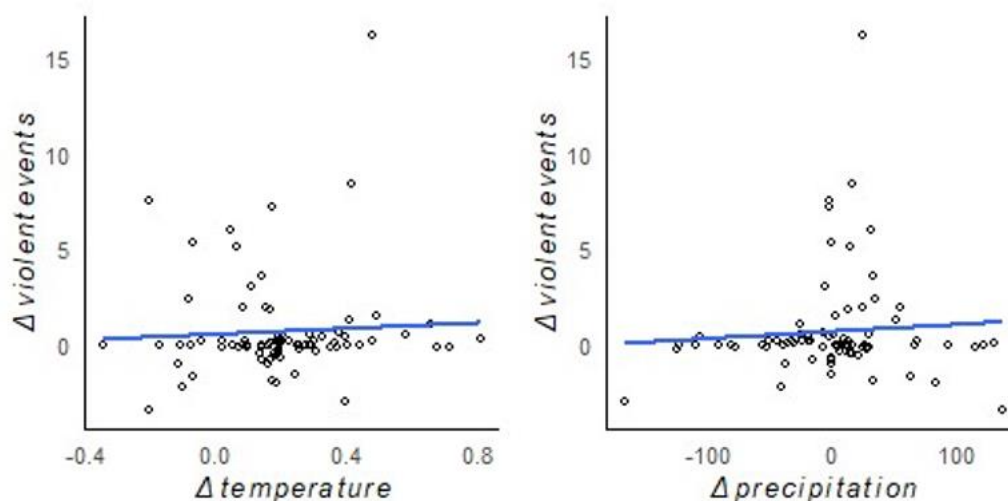 Δ violent events
15
10
5
0
-0.4 0.0 0.4 0.8
Δ temperature
Δ violent events
15
10
5
0
-100 0 100
Δ precipitation